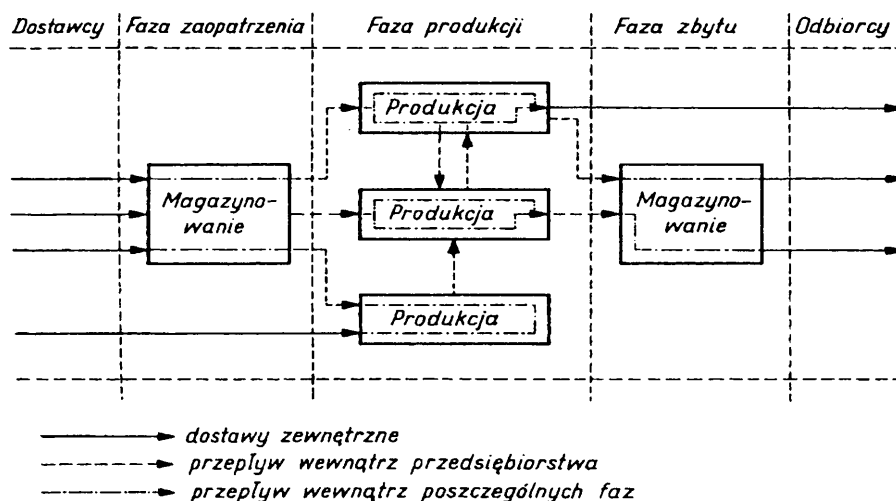 Dostawcy
Faza zaopatrzenia
Faza produkcji
Faza zbytu
Odbiorcy
Produkcja
Magazyno-
wanie
Produkcja
Magazyno-
wanie
Produkcja
dostawy zewnętrzne
przepływ wewnątrz przedsiębiorstwa
przepływ wewnątrz poszczególnych faz